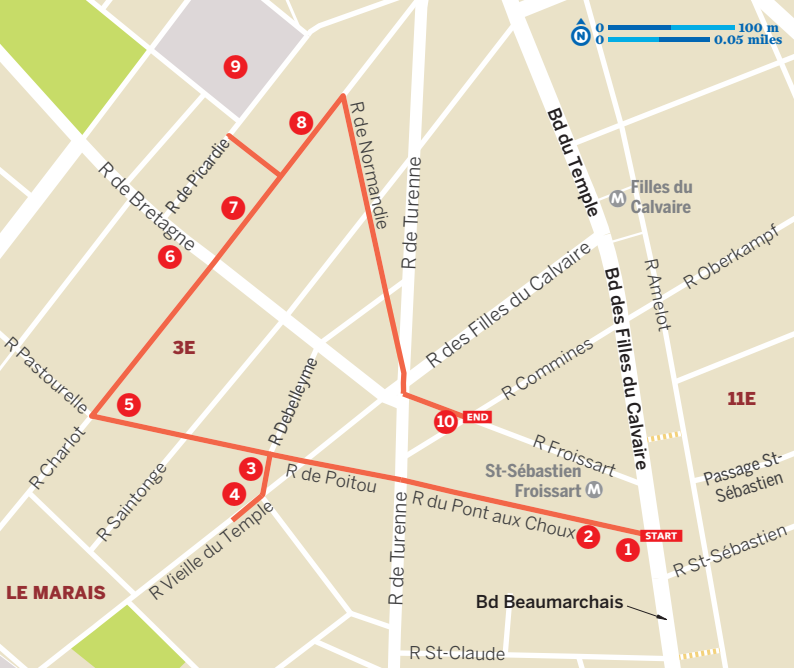 0 100 m
N
0 0.05 miles
9
8
R de Normandie
Bd du Temple
R de Picardie
R de Bretagne
R de Turenne
Filles du
Calvaire
M
7
6
R Oberkampf
R des Filles du Calvaire
R Amelot
Bd des Filles du Calvaire
3E
R Pastourelle
R Commines
R Debelleyme
5
11E
10
END
R Froissart
R Charlot
R Saintonge
3
4
R de Poitou
St-Sébastien
Froissart
M
Passage St-
Sébastien
R du Pont aux Choux
2
1
START
R Vieille du Temple
R de Turenne
R St-Sébastien
LE MARAIS
Bd Beaumarchais
R St-Claude